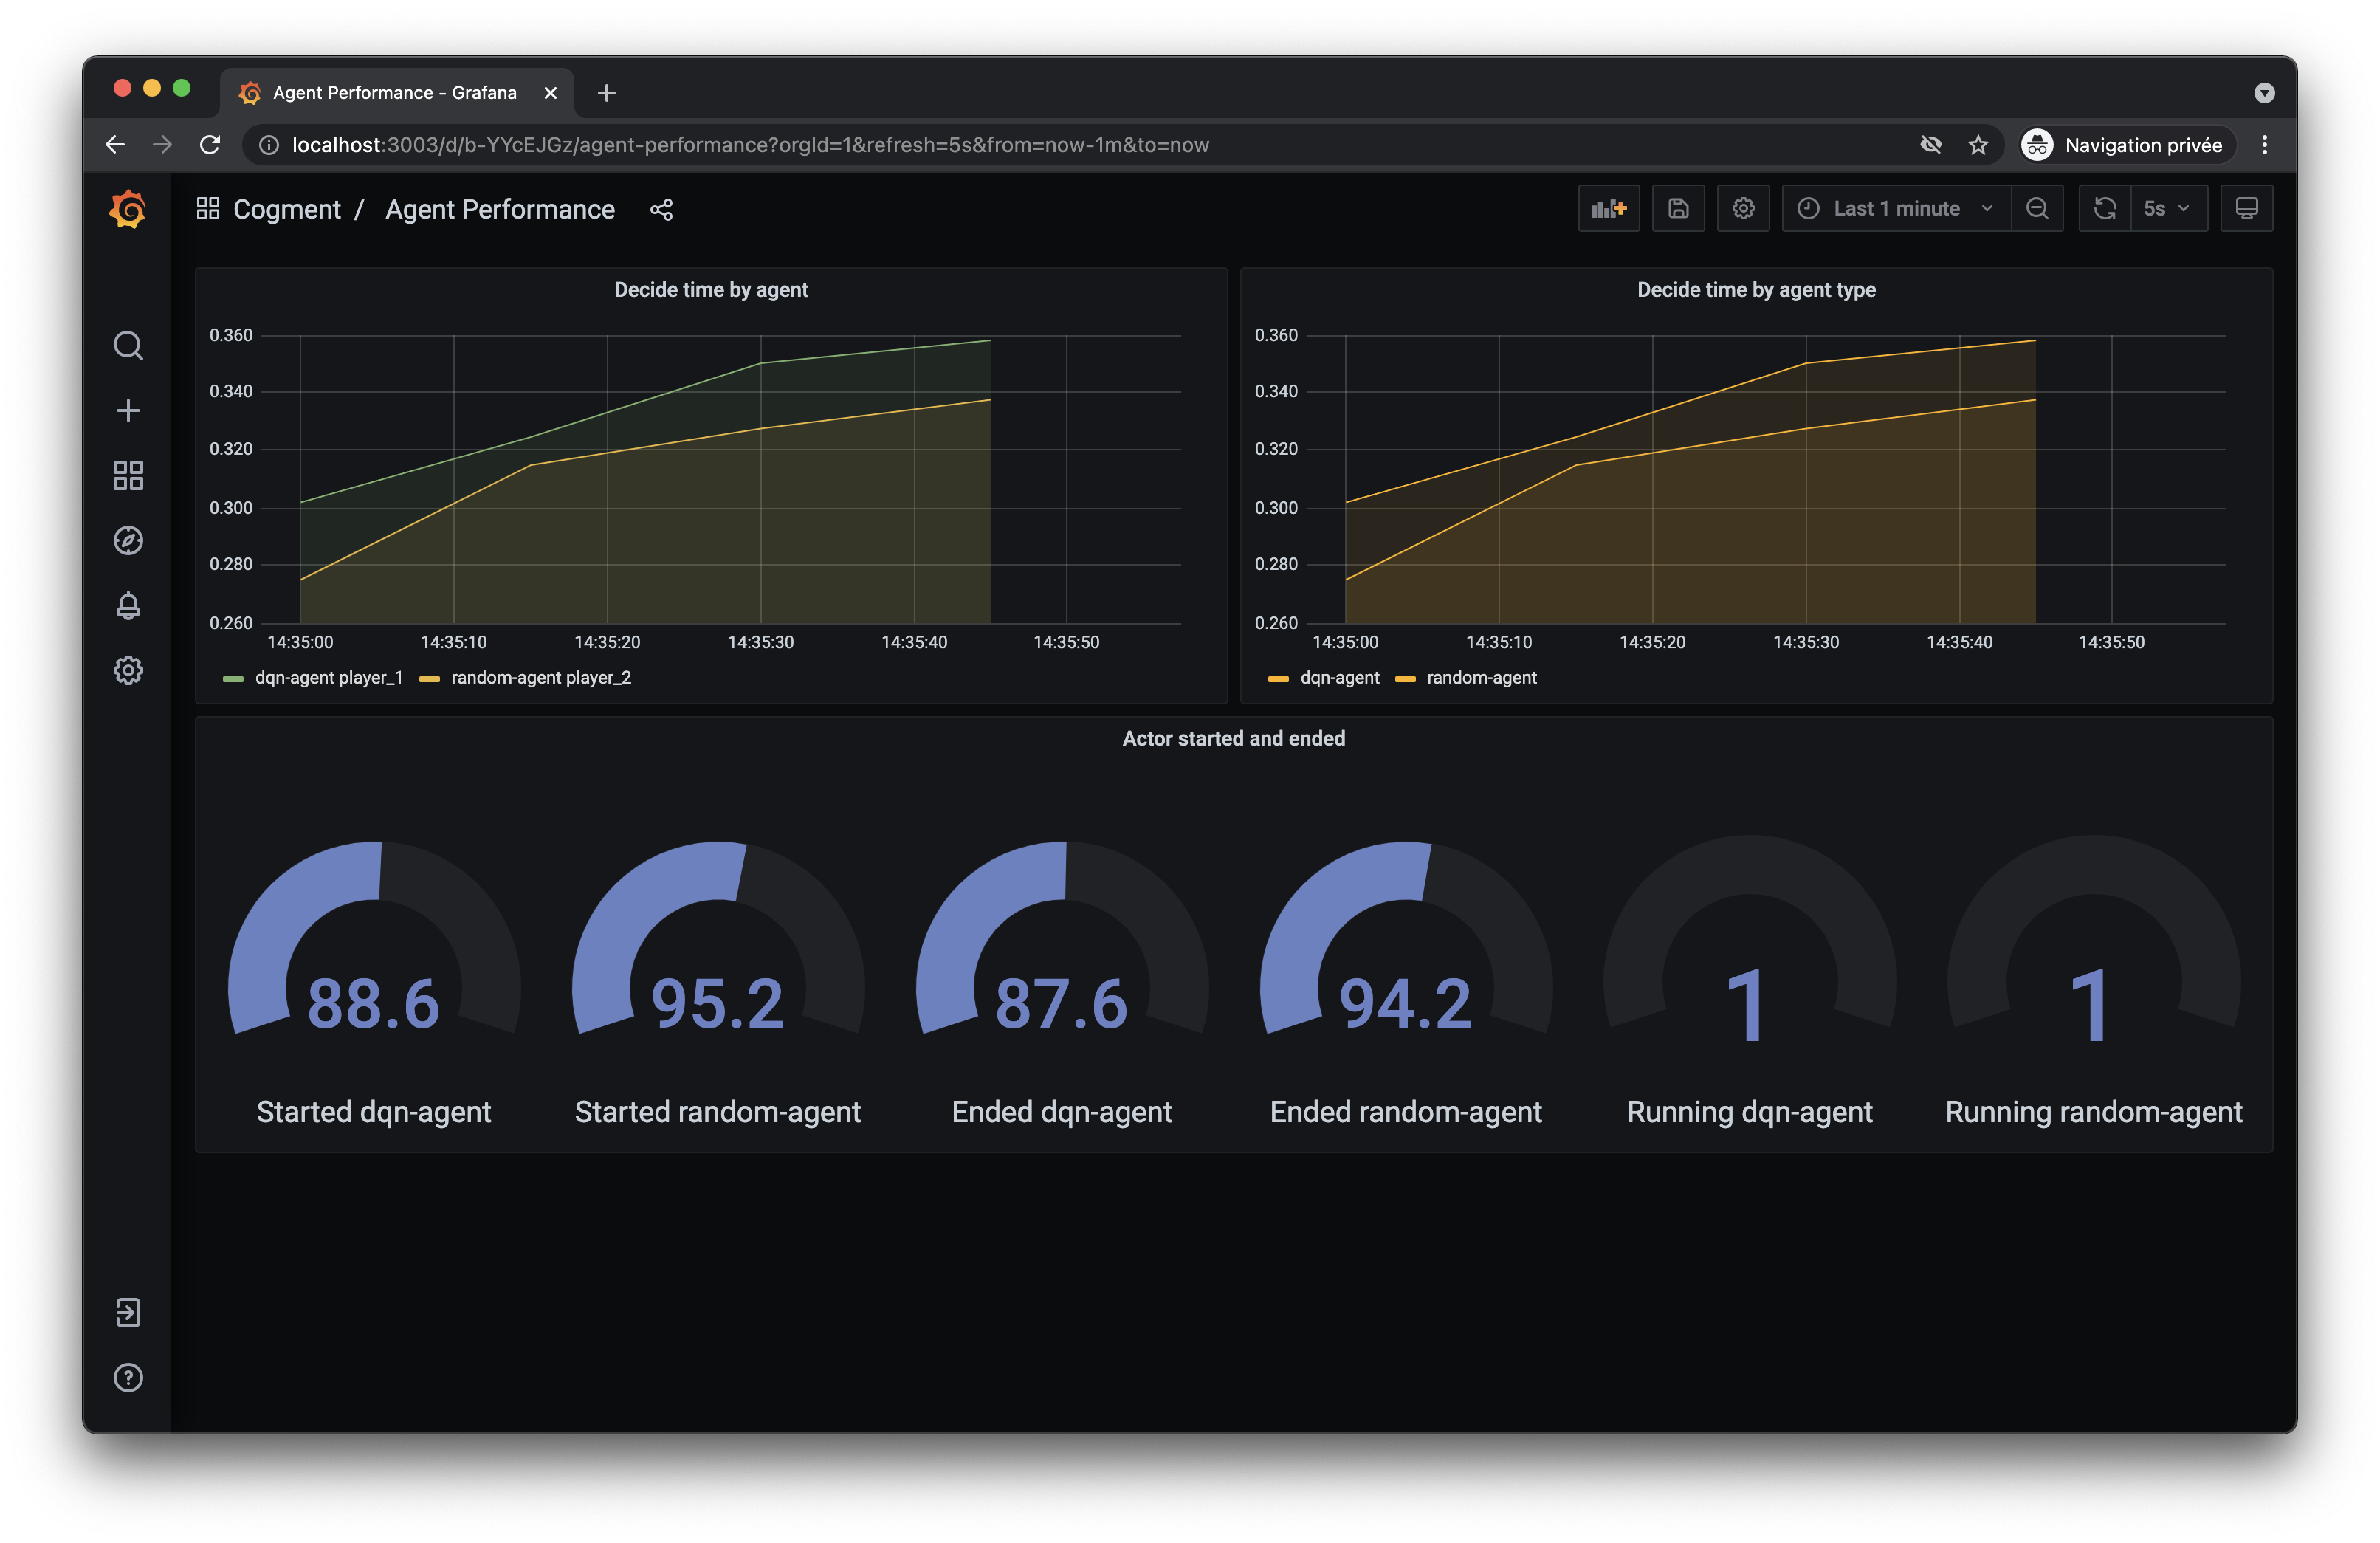 Agent Performance - Grafana
localhost:3003/d/b-YYcEJGz/agent-performance?orgId=1&refresh=5s&from=now-1m&to=now
Navigation privée
Cogment / Agent Performance
Last 1 minute
5s
Decide time by agent
0.360
0.340
0.320
0.300
0.280
0.260
14:35:00 14:35:10 14:35:20 14:35:30 14:35:40 14:35:50
dqn-agent player_1 random-agent player_2
Decide time by agent type
0.360
0.340
0.320
0.300
0.280
0.260
14:35:00 14:35:10 14:35:20 14:35:30 14:35:40 14:35:50
dqn-agent random-agent
Actor started and ended
88.6 95.2 87.6 94.2 1 1
Started dqn-agent Started random-agent Ended dqn-agent Ended random-agent Running dqn-agent Running random-agent